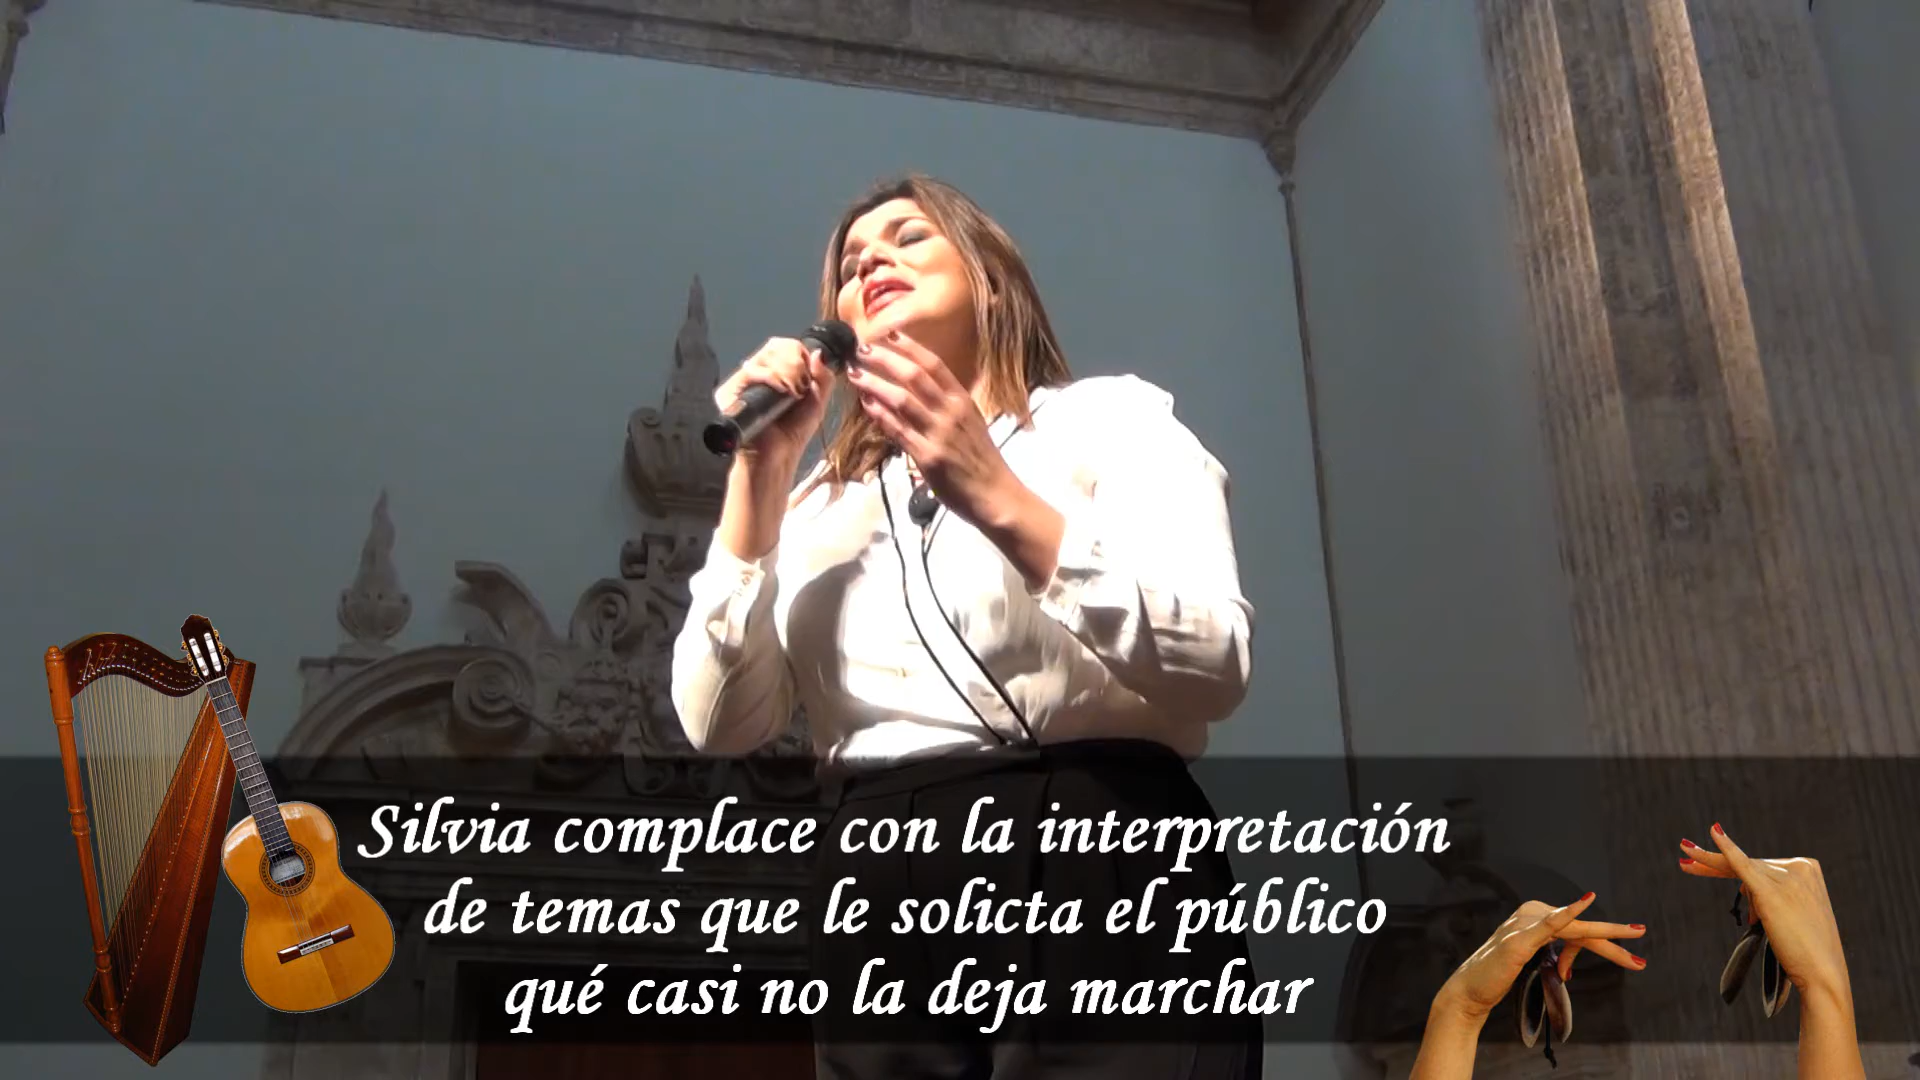 Silvia complace con la interpretación
de temas que le solicta el público
qué casi no la deja marchar